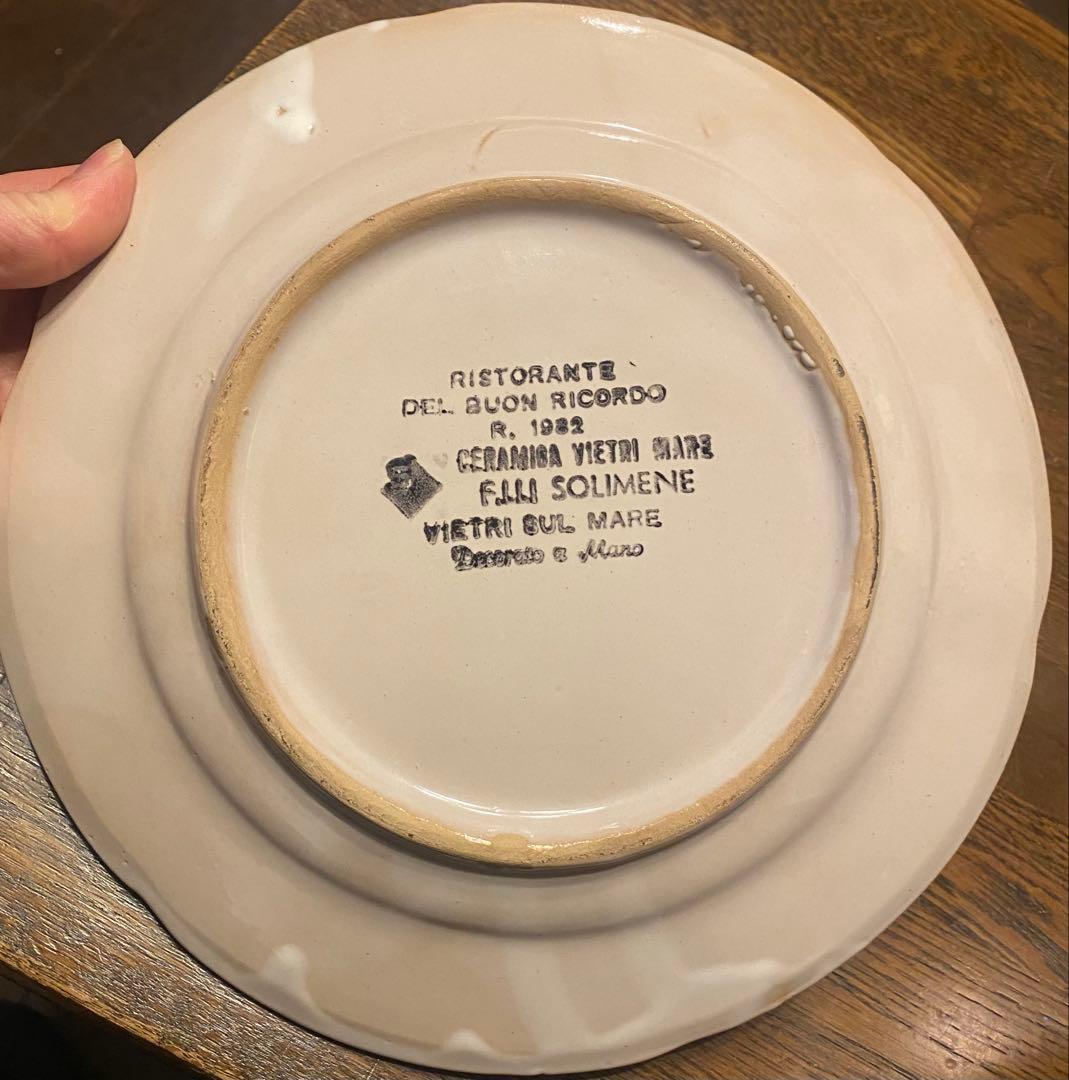 RISTORANTE
DEL BUON RICORDO
R. 1982
S CERAMICA VIETRI MARE
F.LLI SOLIMENE
VIETRI SUL MARE
Decorato a Mano